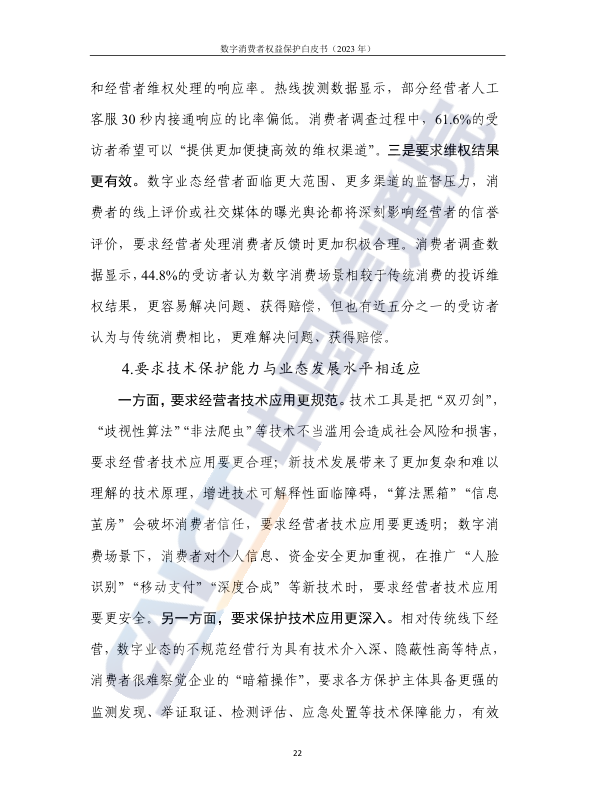 数字消费者权益保护白皮书（2023 年）
和经营者维权处理的响应率。热线拨测数据显示，部分经营者人工
客服 30 秒内接通响应的比率偏低。消费者调查过程中，61.6%的受
访者希望可以“提供更加便捷高效的维权渠道”。三是要求维权结果
更有效。数字业态经营者面临更大范围、更多渠道的监督压力，消
费者的线上评价或社交媒体的曝光舆论都将深刻影响经营者的信誉
评价，要求经营者处理消费者反馈时更加积极合理。消费者调查数
据显示，44.8%的受访者认为数字消费场景相较于传统消费的投诉维
权结果，更容易解决问题、获得赔偿，但也有近五分之一的受访者
认为与传统消费相比，更难解决问题、获得赔偿。
4.要求技术保护能力与业态发展水平相适应
一方面，要求经营者技术应用更规范。技术工具是把“双刃剑”，
“歧视性算法”“非法爬虫”等技术不当滥用会造成社会风险和损害，
要求经营者技术应用要更合理；新技术发展带来了更加复杂和难以
理解的技术原理，增进技术可解释性面临障碍，“算法黑箱”“信息
茧房”会破坏消费者信任，要求经营者技术应用要更透明；数字消
费场景下，消费者对个人信息、资金安全更加重视，在推广“人脸
识别”“移动支付”“深度合成”等新技术时，要求经营者技术应用
要更安全。另一方面，要求保护技术应用更深入。相对传统线下经
营，数字业态的不规范经营行为具有技术介入深、隐蔽性高等特点，
消费者很难察觉企业的“暗箱操作”，要求各方保护主体具备更强的
监测发现、举证取证、检测评估、应急处置等技术保障能力，有效
22
CAICT 中国信通院